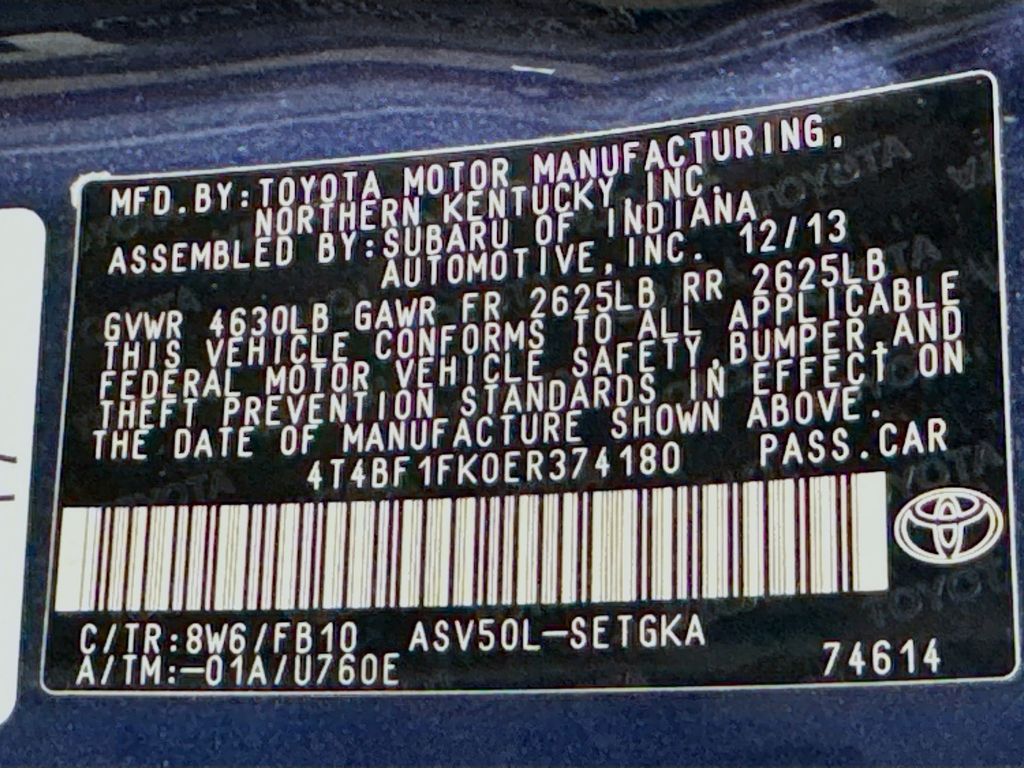 MFD.BY:TOYOTA MOTOR MANUFACTURING,
NORTHERN KENTUCKY, INC.
ASSEMBLED BY:SUBARU OF INDIANA
AUTOMOTIVE, INC. 12/13
GVWR 4630LB GAWR FR 2625LB RR 2625LB
THIS VEHICLE CONFORMS TO ALL APPLICABLE
FEDERAL MOTOR VEHICLE SAFETY,BUMPER,AND
THEFT PREVENTION STANDARDS IN EFFECT ON
THE DATE OF MANUFACTURE SHOWN ABOVE.
4T4BF1FK0ER374180 PASS.CAR
C/TR:8W6/FB10 ASV50L-SETGKA
A/TM:-01A/U760E 74614